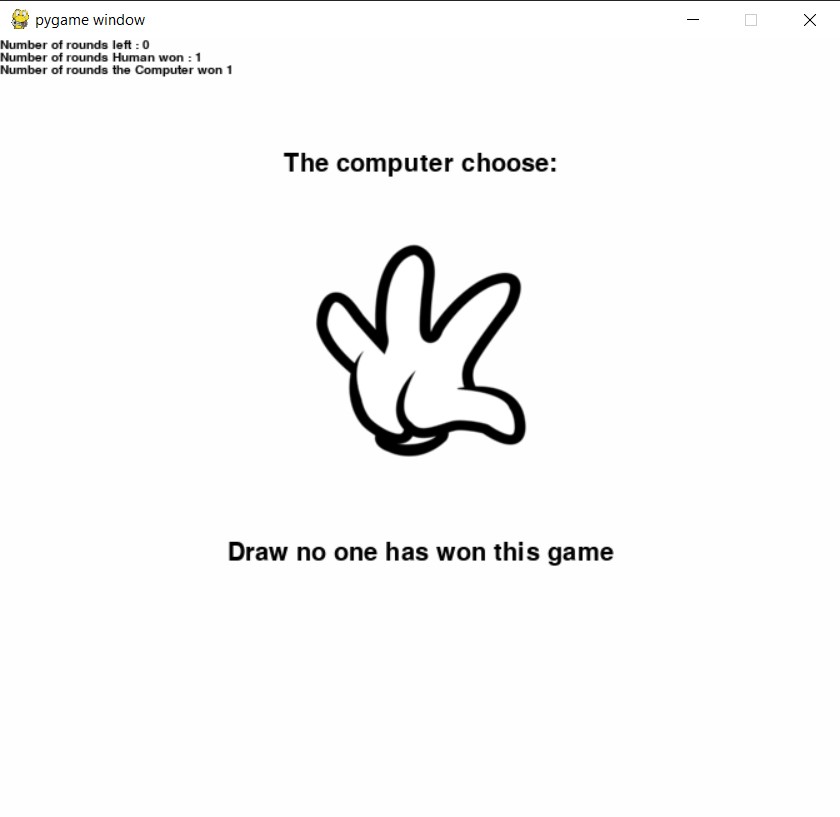 pygame window
Number of rounds left : 0
Number of rounds Human won : 1
Number of rounds the Computer won 1
The computer choose:
Draw no one has won this game